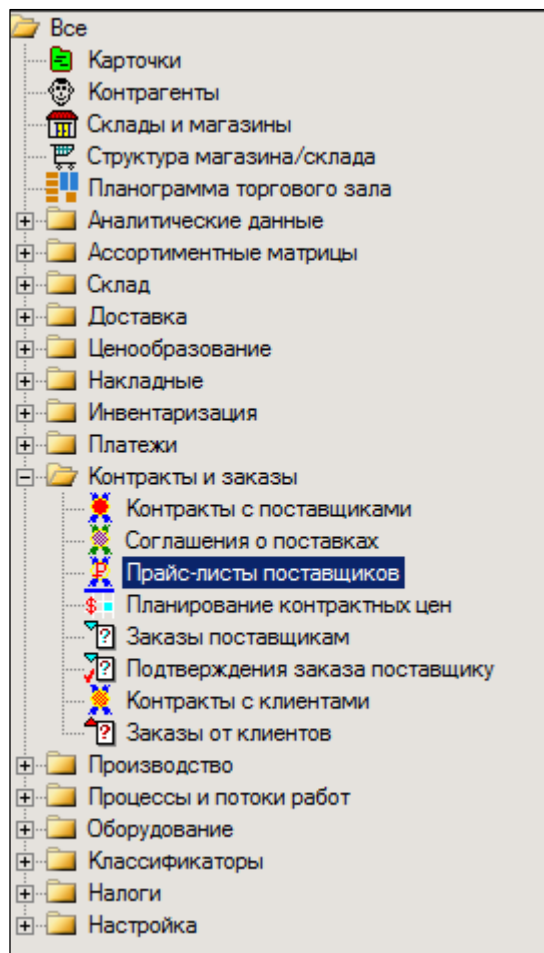 Все
Карточки
Контрагенты
Склады и магазины
Структура магазина/склада
Планограмма торгового зала
Аналитические данные
Ассортиментные матрицы
Склад
Доставка
Ценообразование
Накладные
Инвентаризация
Платежи
Контракты и заказы
Контракты с поставщиками
Соглашения о поставках
Прайс-листы поставщиков
Планирование контрактных цен
Заказы поставщикам
Подтверждения заказа поставщику
Контракты с клиентами
Заказы от клиентов
Производство
Процессы и потоки работ
Оборудование
Классификаторы
Налоги
Настройка